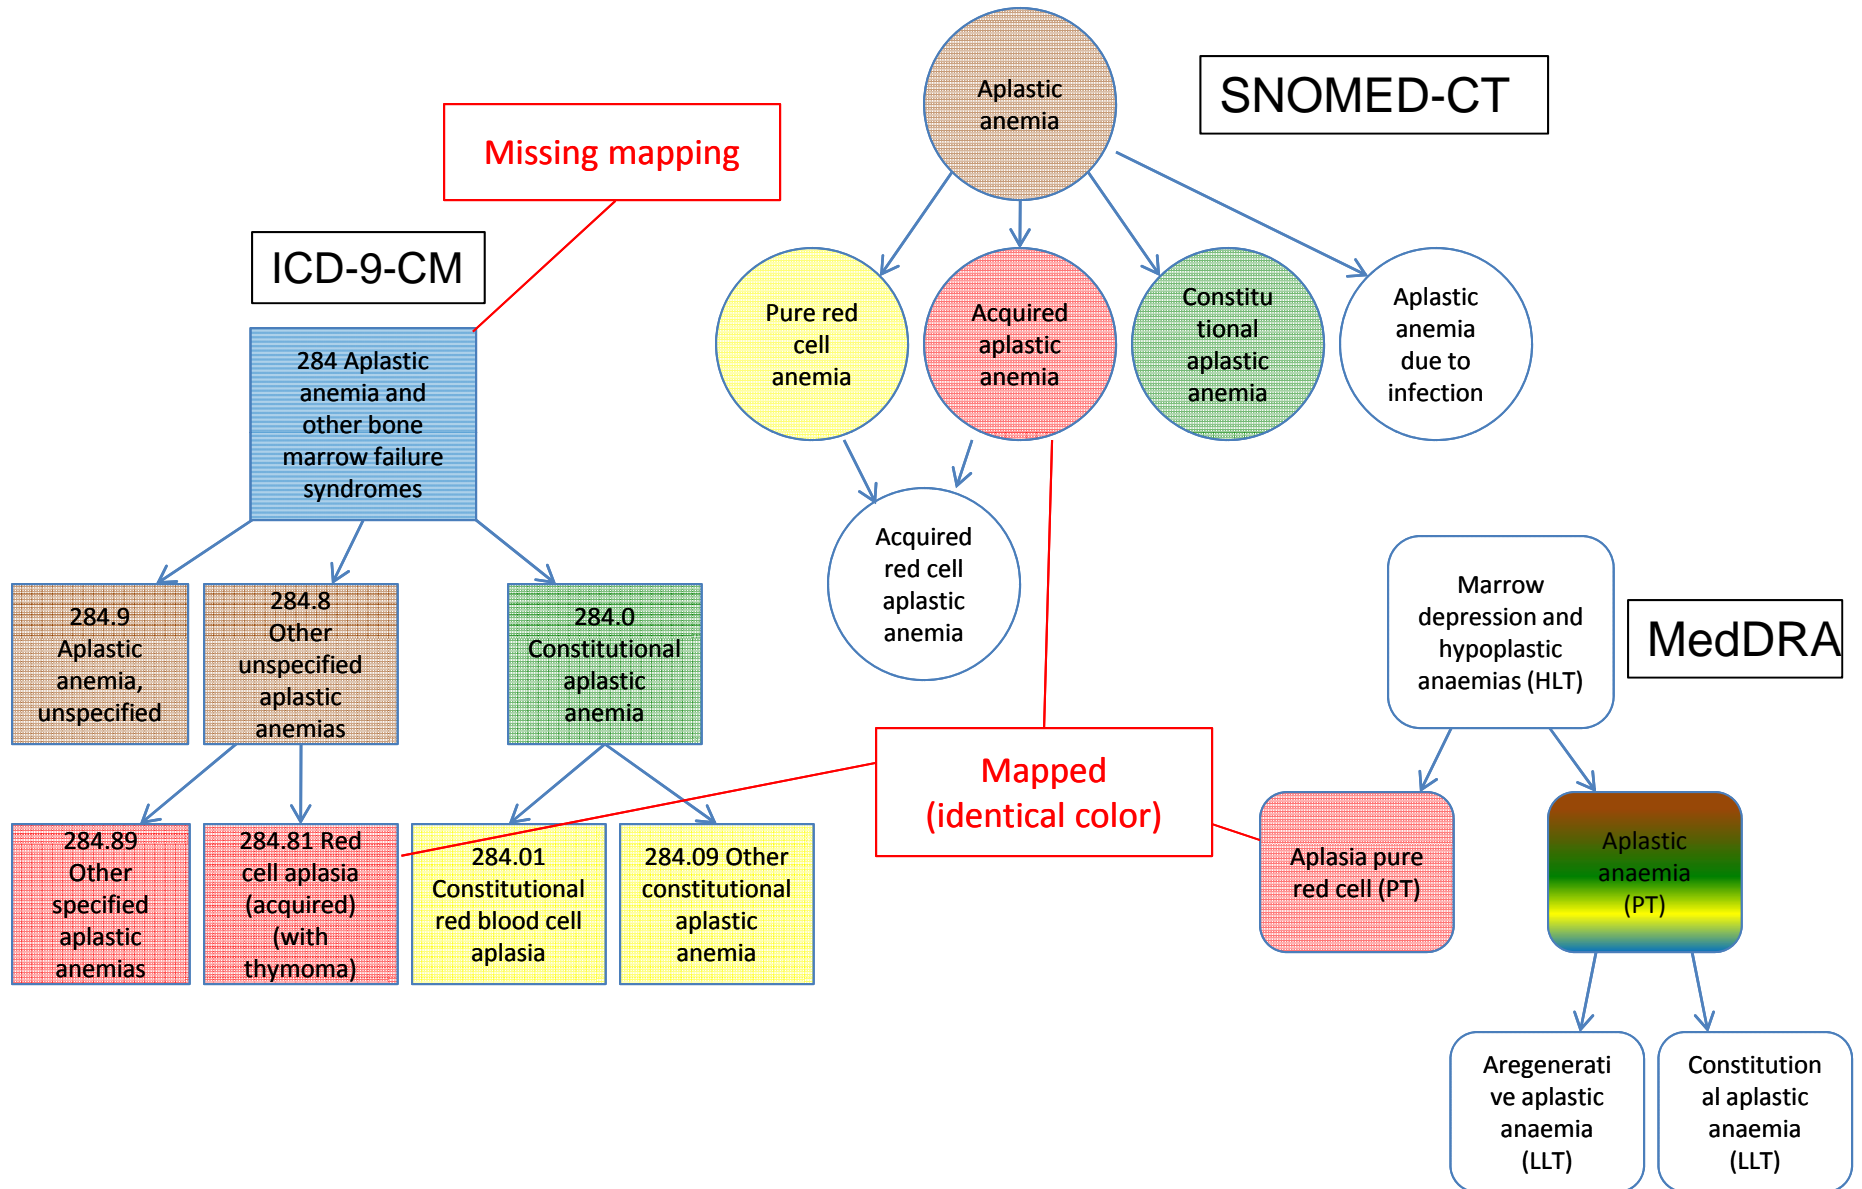 Aplastic
anemia
SNOMED-CT
Missing mapping
ICD-9-CM
Pure red
cell
anemia
Acquired
aplastic
anemia
Constitu
tional
aplastic
anemia
Aplastic
anemia
due to
infection
284 Aplastic
anemia and
other bone
marrow failure
syndromes
Acquired
red cell
aplastic
anemia
Marrow
depression and
hypoplastic
anaemias (HLT)
MedDRA
284.9
Aplastic
anemia,
unspecified
284.8
Other
unspecified
aplastic
anemias
284.0
Constitutional
aplastic
anemia
Mapped
(identical color)
284.89
Other
specified
aplastic
anemias
284.81 Red
cell aplasia
(acquired)
(with
thymoma)
284.01
Constitutional
red blood cell
aplasia
284.09 Other
constitutional
aplastic
anemia
Aplasia pure
red cell (PT)
Aplastic
anaemia
(PT)
Aregenerati
ve aplastic
anaemia
(LLT)
Constitution
al aplastic
anaemia
(LLT)